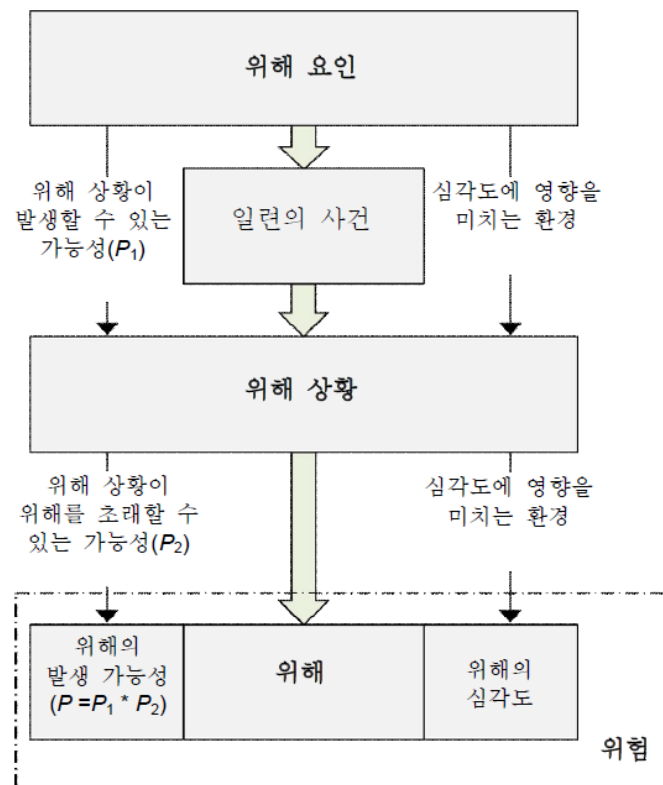 위해 요인
위해 상황이
발생할 수 있는
가능성(P₁)
일련의 사건
심각도에 영향을
미치는 환경
위해 상황
위해 상황이
위해를 초래할 수
있는 가능성(P₂)
심각도에 영향을
미치는 환경
위해의
발생 가능성
(P =P₁ * P₂)
위해
위해의
심각도
위험